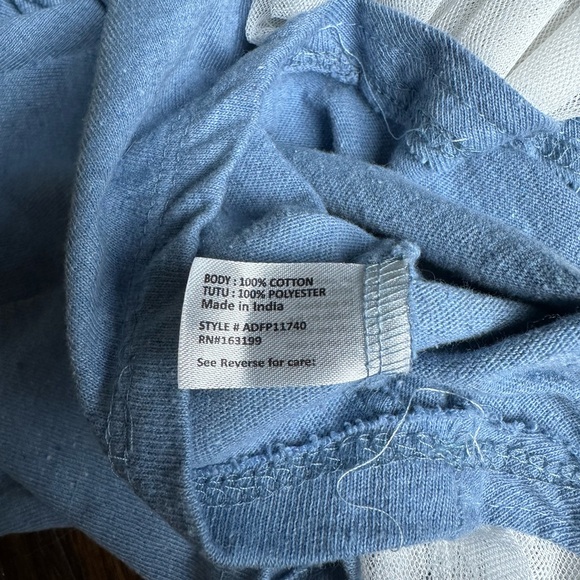 BODY : 100% COTTON
TUTU : 100% POLYESTER
Made in India
STYLE # ADFP11740
RN#163199
See Reverse for care: